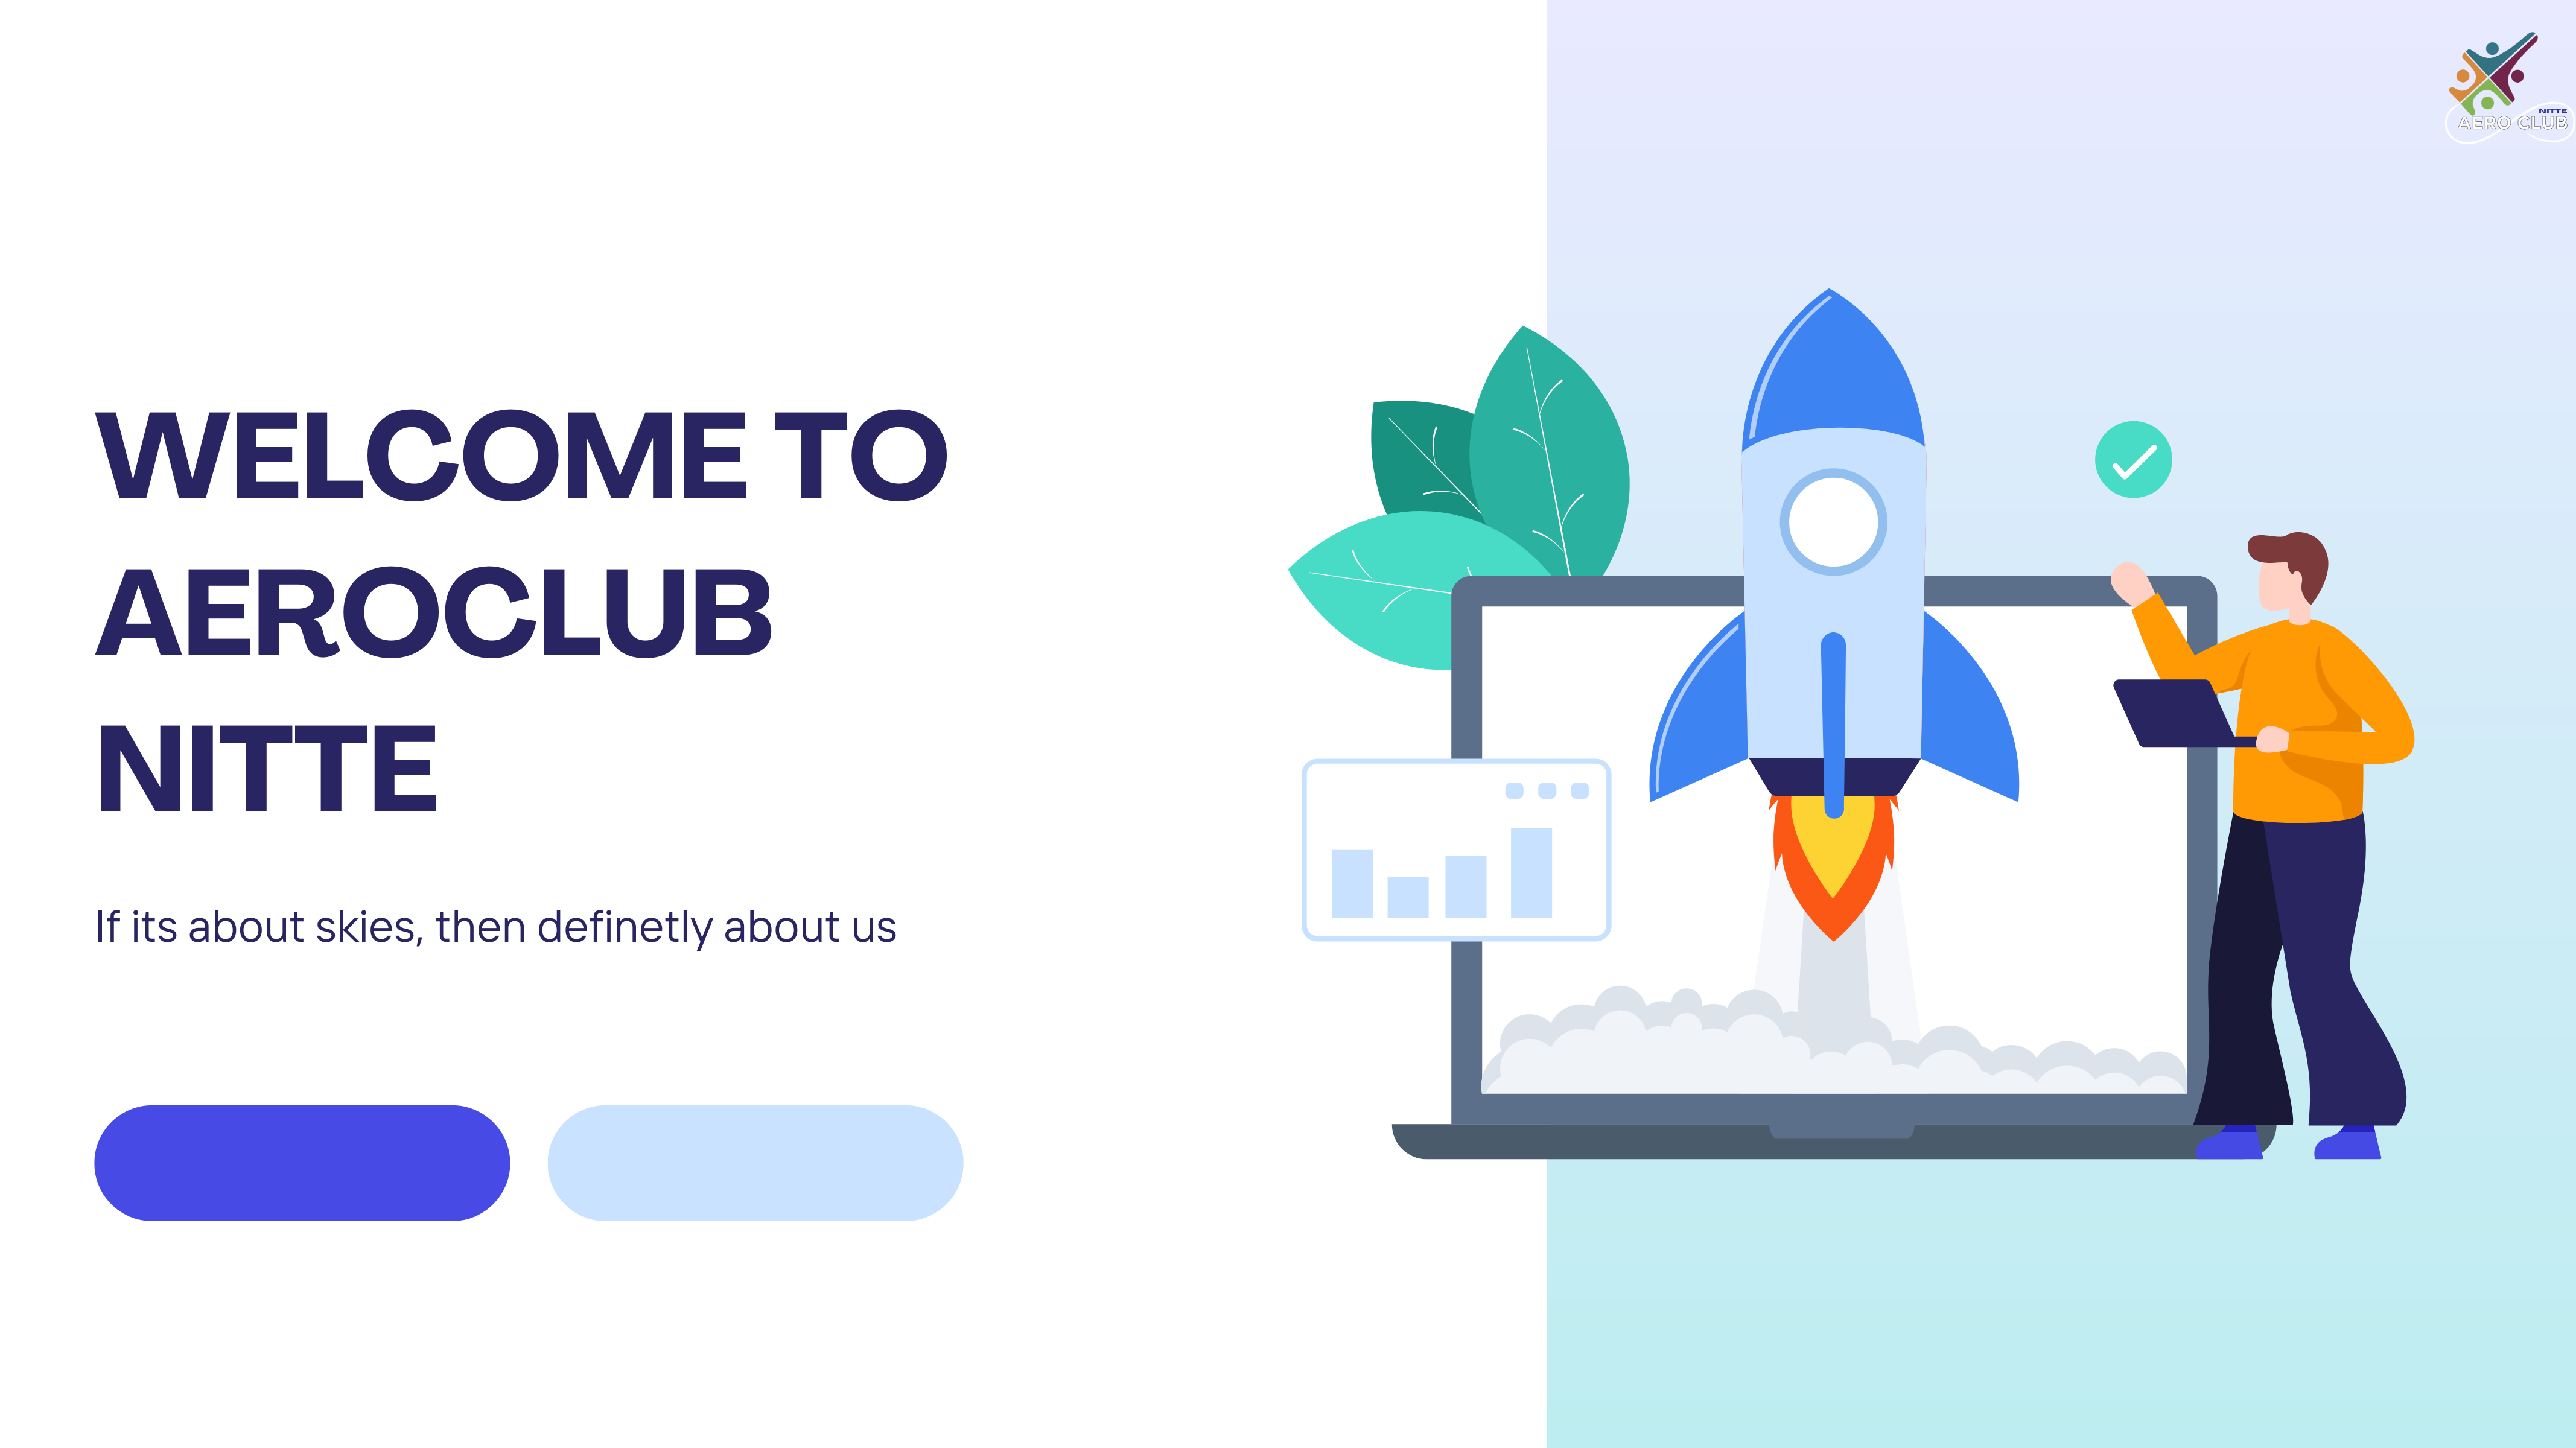 NITTE
AERO CLUB
WELCOME TO
AEROCLUB
NITTE
If its about skies, then definetly about us